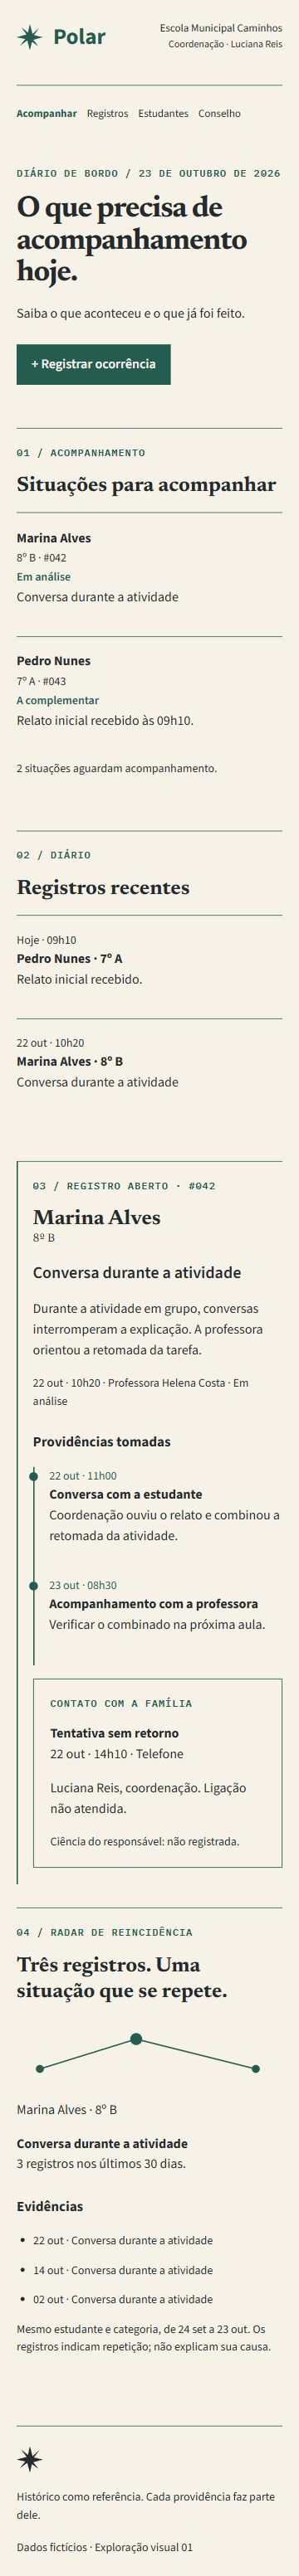 Polar
Escola Municipal Caminhos
Coordenação · Luciana Reis
Acompanhar Registros Estudantes Conselho
DIÁRIO DE BORDO / 23 DE OUTUBRO DE 2026
O que precisa de
acompanhamento
hoje.
Saiba o que aconteceu e o que já foi feito.
+ Registrar ocorrência
01 / ACOMPANHAMENTO
Situações para acompanhar
Marina Alves
8º B · #042
Em análise
Conversa durante a atividade
Pedro Nunes
7º A · #043
A complementar
Relato inicial recebido às 09h10.
2 situações aguardam acompanhamento.
02 / DIÁRIO
Registros recentes
Hoje · 09h10
Pedro Nunes · 7º A
Relato inicial recebido.
22 out · 10h20
Marina Alves · 8º B
Conversa durante a atividade
03 / REGISTRO ABERTO · #042
Marina Alves
8º B
Conversa durante a atividade
Durante a atividade em grupo, conversas
interromperam a explicação. A professora
orientou a retomada da tarefa.
22 out · 10h20 · Professora Helena Costa · Em
análise
Providências tomadas
22 out · 11h00
Conversa com a estudante
Coordenação ouviu o relato e combinou a
retomada da atividade.
23 out · 08h30
Acompanhamento com a professora
Verificar o combinado na próxima aula.
CONTATO COM A FAMÍLIA
Tentativa sem retorno
22 out · 14h10 · Telefone
Luciana Reis, coordenação. Ligação
não atendida.
Ciência do responsável: não registrada.
04 / RADAR DE REINCIDÊNCIA
Três registros. Uma
situação que se repete.
Marina Alves · 8º B
Conversa durante a atividade
3 registros nos últimos 30 dias.
Evidências
• 22 out · Conversa durante a atividade
• 14 out · Conversa durante a atividade
• 02 out · Conversa durante a atividade
Mesmo estudante e categoria, de 24 set a 23 out. Os
registros indicam repetição; não explicam sua causa.
Histórico como referência. Cada providência faz parte
dele.
Dados fictícios · Exploração visual 01